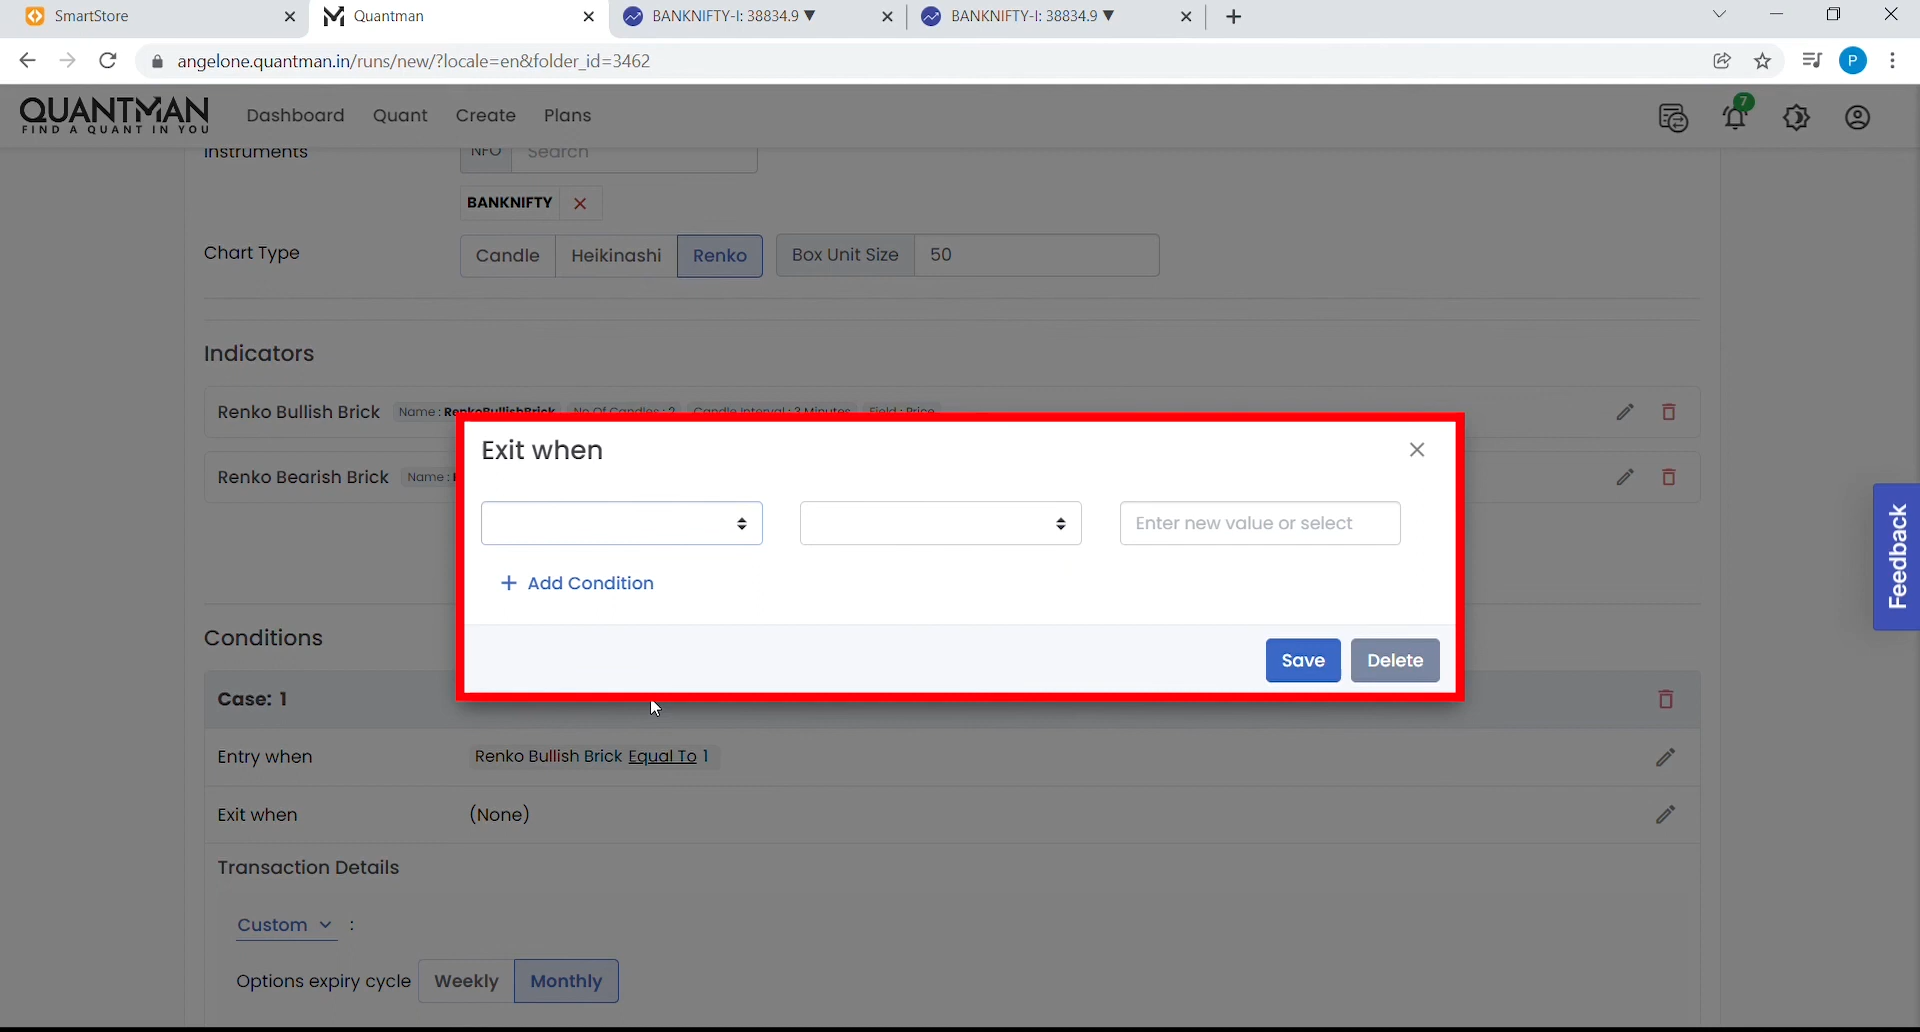 SmartStore
Quantman
BANKNIFTY-I: 38834.9 ▼
BANKNIFTY-I: 38834.9 ▼
angelone.quantman.in/runs/new/?locale=en&folder_id=3462
P
QUANTMAN
FIND A QUANT IN YOU
Dashboard Quant Create Plans
7
Instruments NFO Search
BANKNIFTY
Chart Type Candle Heikinashi Renko Box Unit Size 50
Indicators
Renko Bullish Brick Name : RenkoBullishBrick No Of Candles : 2 Candle Interval : 3 Minutes Field : Price
Exit when
Renko Bearish Brick Name :
Enter new value or select
+ Add Condition
Feedback
Conditions
Save Delete
Case: 1
Entry when Renko Bullish Brick Equal To 1
Exit when (None)
Transaction Details
Custom :
Options expiry cycle Weekly Monthly